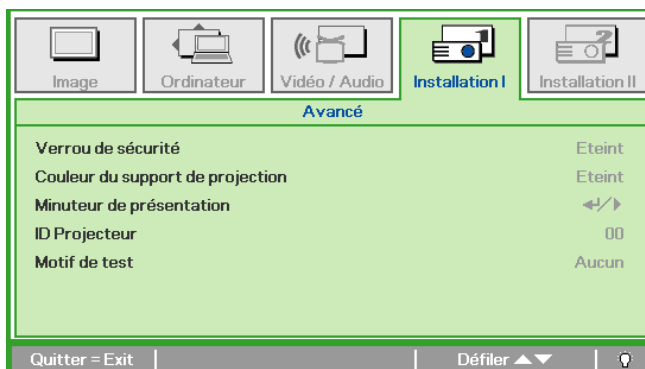 Image Ordinateur Vidéo / Audio Installation I Installation II
Avancé
Verrou de sécurité Eteint
Couleur du support de projection Eteint
Minuteur de présentation
ID Projecteur 00
Motif de test Aucun
Quitter = Exit Défiler